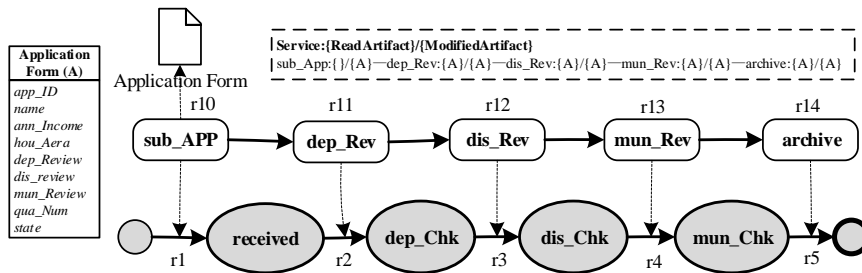 Service:{ReadArtifact}/{ModifiedArtifact}
sub_App:{}/{A}—dep_Rev:{A}/{A}—dis_Rev:{A}/{A}—mun_Rev:{A}/{A}—archive:{A}/{A}
Application
Form (A)
app_ID
name
ann_Income
hou_Aera
dep_Review
dis_review
mun_Review
qua_Num
state
Application Form
r10
r11
r12
r13
r14
sub_APP
dep_Rev
dis_Rev
mun_Rev
archive
received
dep_Chk
dis_Chk
mun_Chk
r1
r2
r3
r4
r5